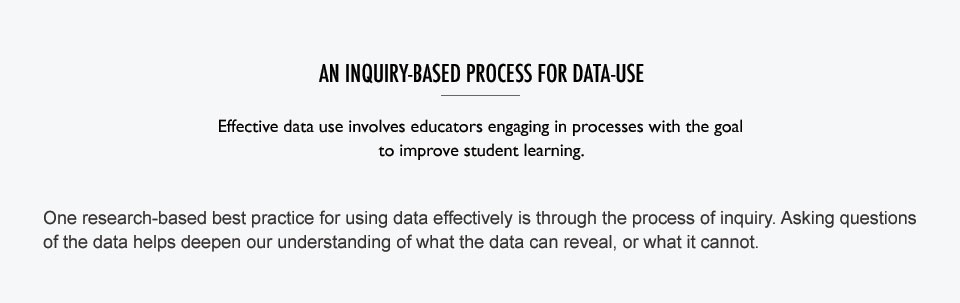 AN INQUIRY-BASED PROCESS FOR DATA-USE
Effective data use involves educators engaging in processes with the goal
to improve student learning.
One research-based best practice for using data effectively is through the process of inquiry. Asking questions
of the data helps deepen our understanding of what the data can reveal, or what it cannot.